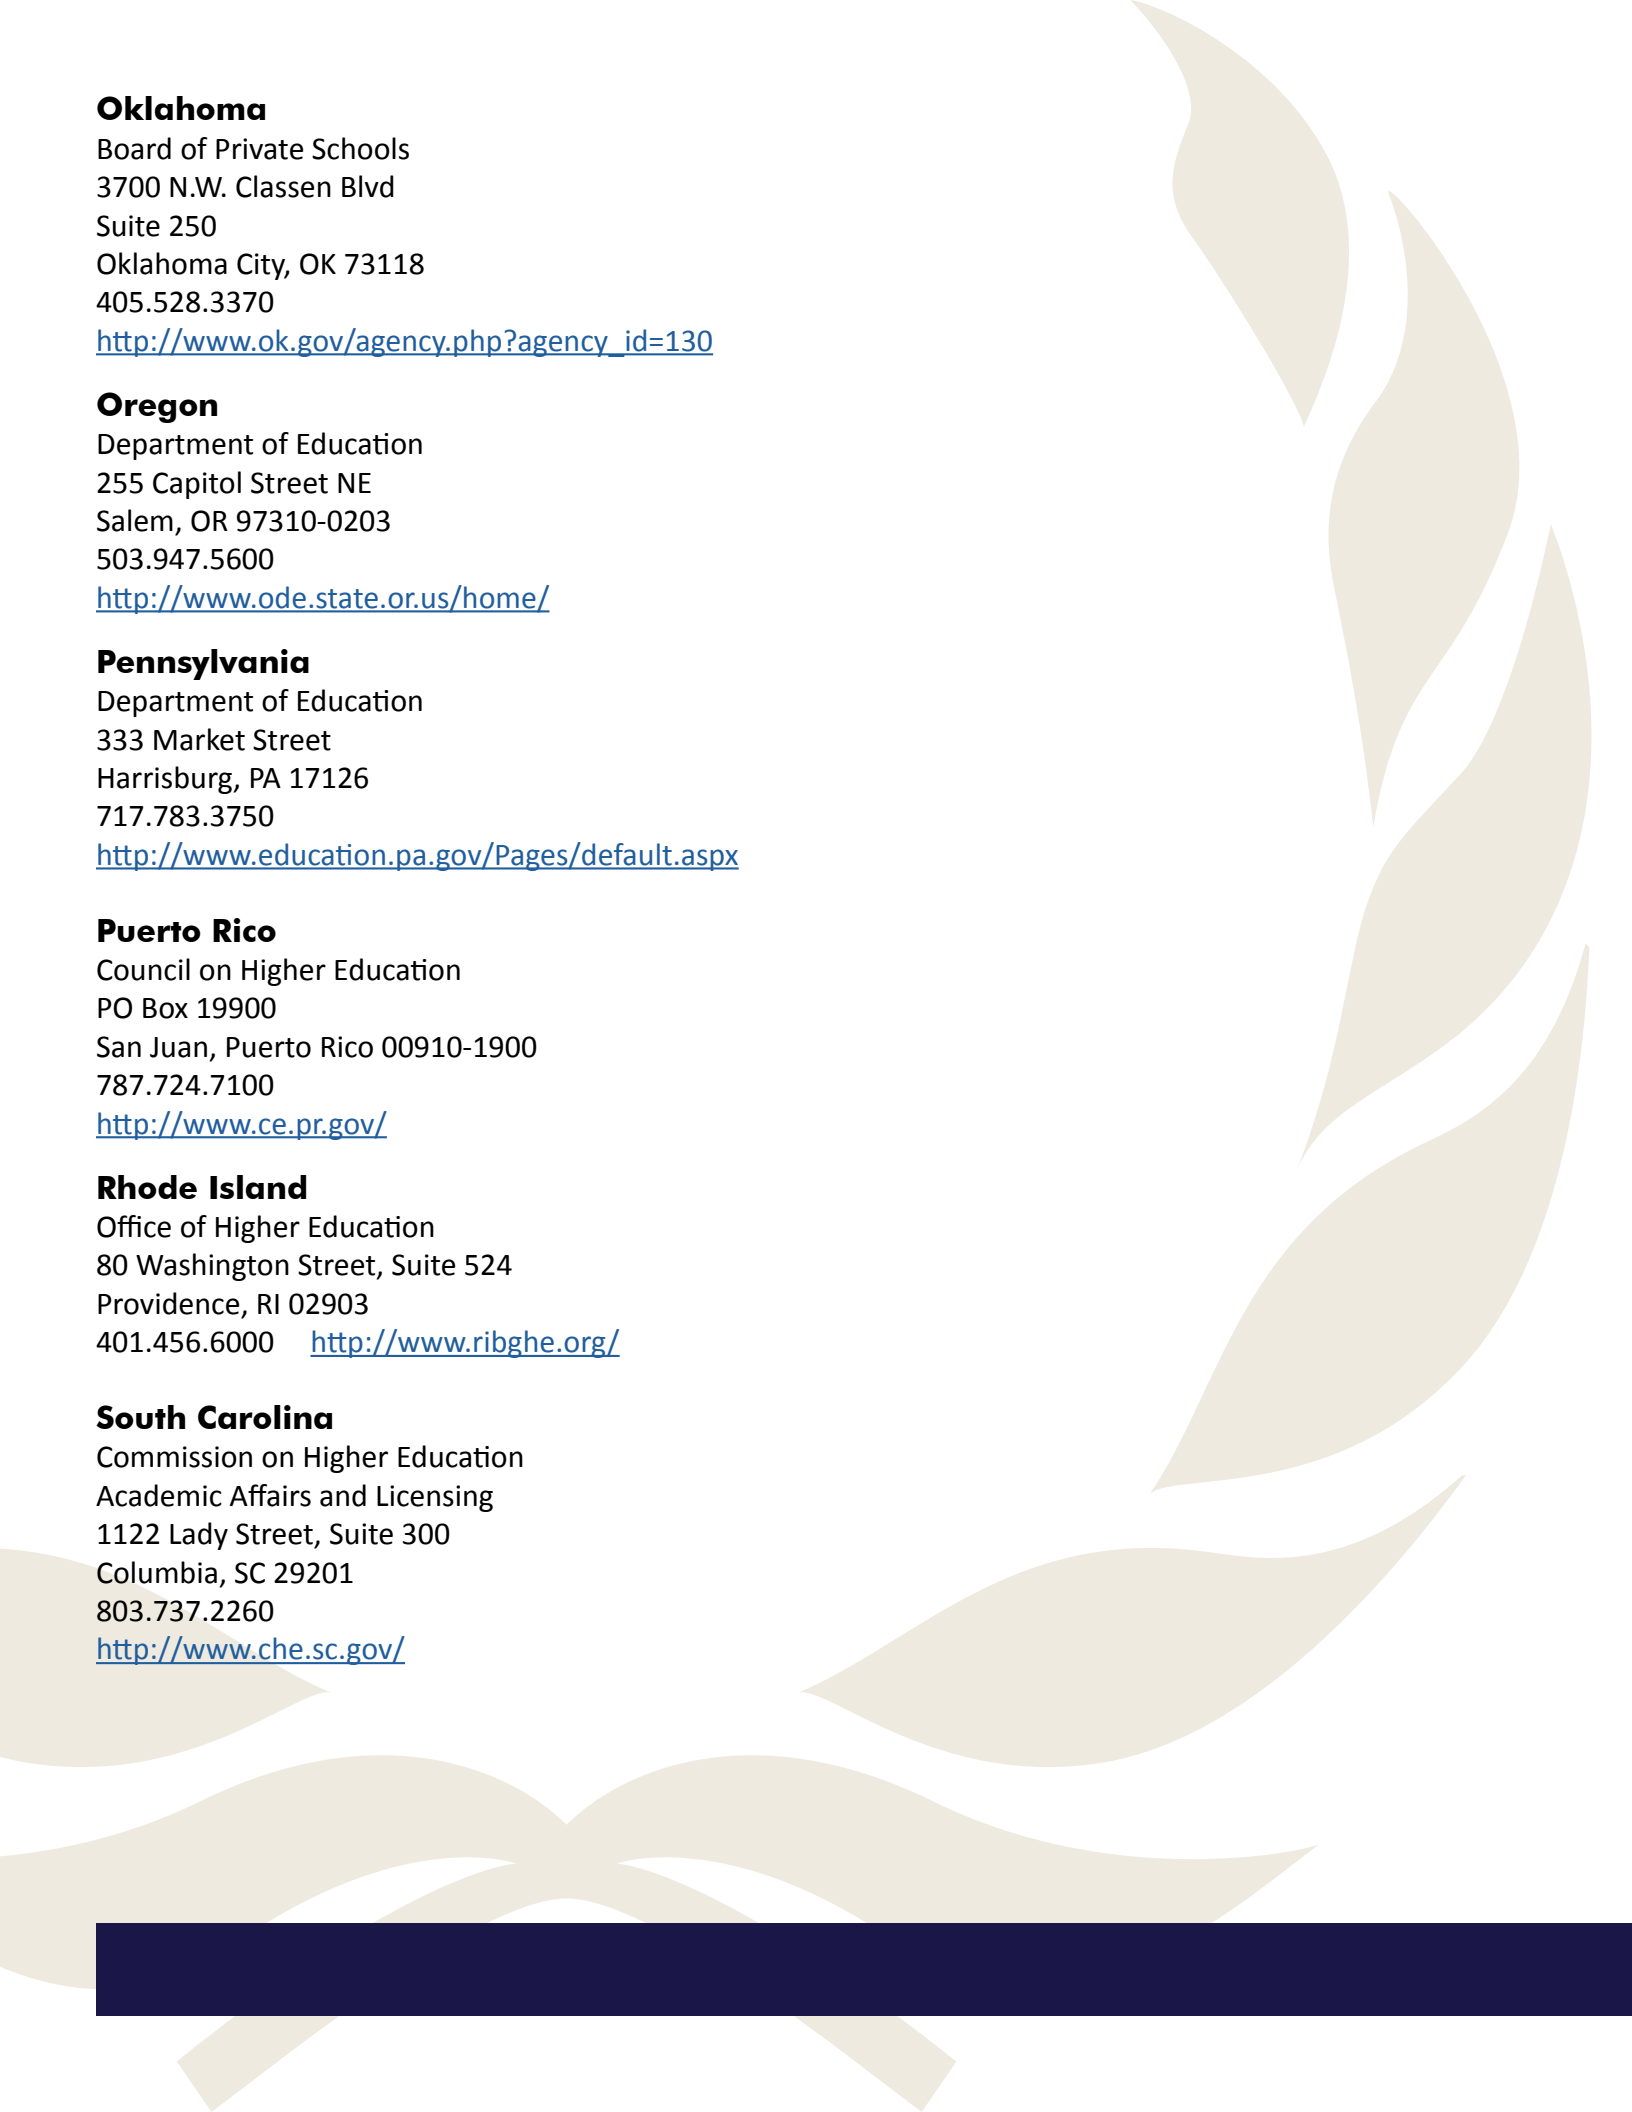 Oklahoma
Board of Private Schools
3700 N.W. Classen Blvd
Suite 250
Oklahoma City, OK 73118
405.528.3370
http://www.ok.gov/agency.php?agency_id=130
Oregon
Department of Education
255 Capitol Street NE
Salem, OR 97310-0203
503.947.5600
http://www.ode.state.or.us/home/
Pennsylvania
Department of Education
333 Market Street
Harrisburg, PA 17126
717.783.3750
http://www.education.pa.gov/Pages/default.aspx
Puerto Rico
Council on Higher Education
PO Box 19900
San Juan, Puerto Rico 00910-1900
787.724.7100
http://www.ce.pr.gov/
Rhode Island
Office of Higher Education
80 Washington Street, Suite 524
Providence, RI 02903
401.456.6000 http://www.ribghe.org/
South Carolina
Commission on Higher Education
Academic Affairs and Licensing
1122 Lady Street, Suite 300
Columbia, SC 29201
803.737.2260
http://www.che.sc.gov/